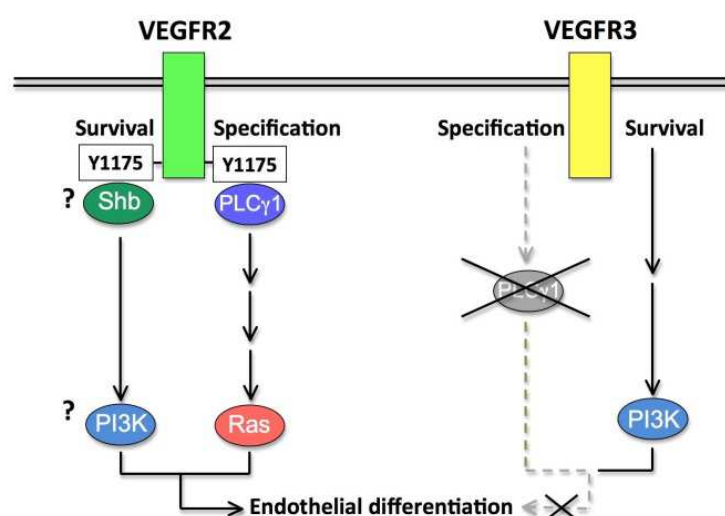 VEGFR2
VEGFR3
Survival
Specification
Specification
Survival
Y1175
Y1175
?
Shb
PLCγ1
PLCγ1
?
PI3K
Ras
PI3K
Endothelial differentiation